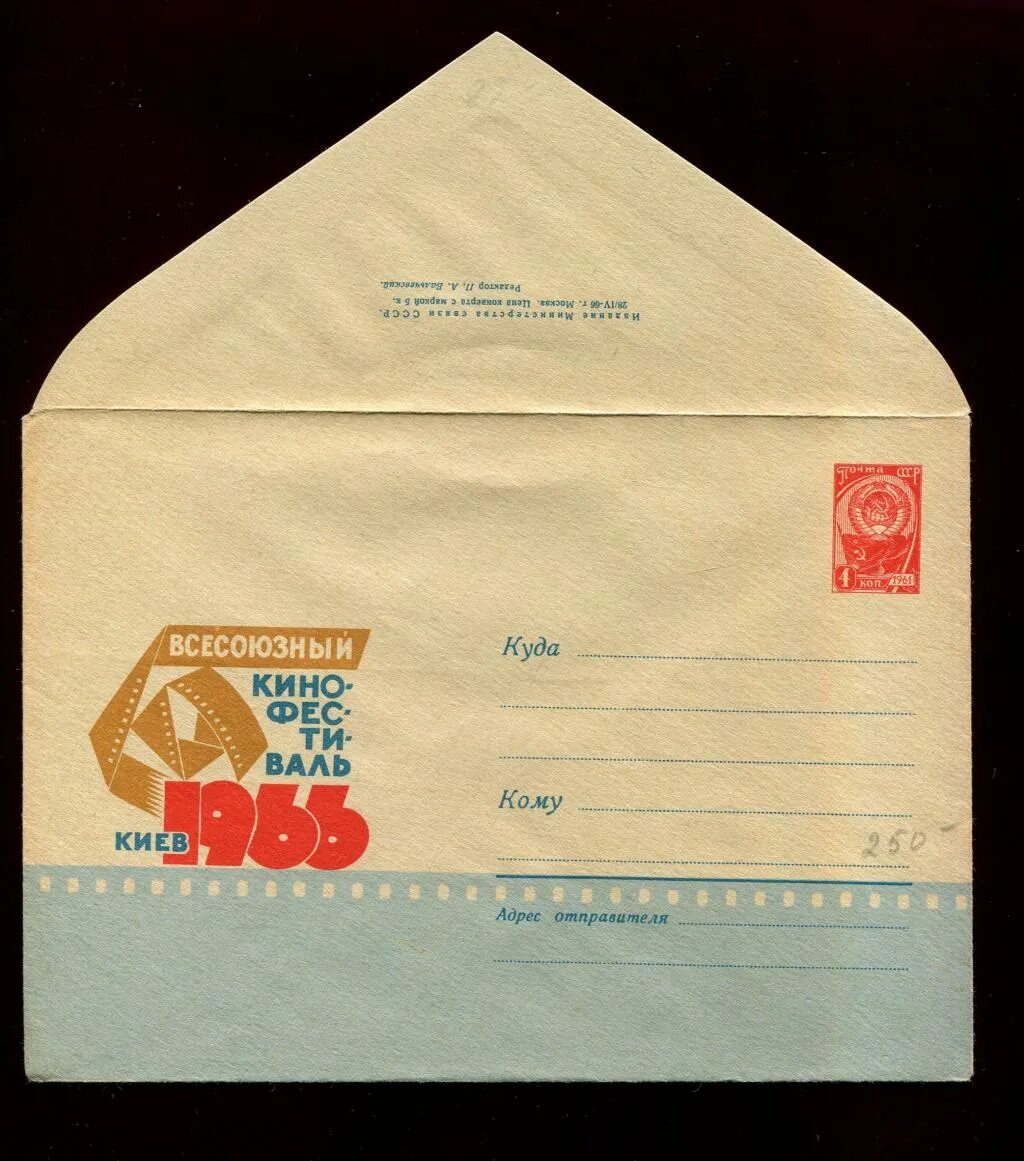 Издание Министерства связи СССР.
28/IV-66 г. Москва. Цена конверта с маркой 5 к.
Редактор П. А. Вальчевский.
Почта СССР
4 КОП 1961
ВСЕСОЮЗНЫЙ
КИНО-
ФЕС-
ТИ-
ВАЛЬ
КИЕВ 1966
Куда
Кому
250-
Адрес отправителя